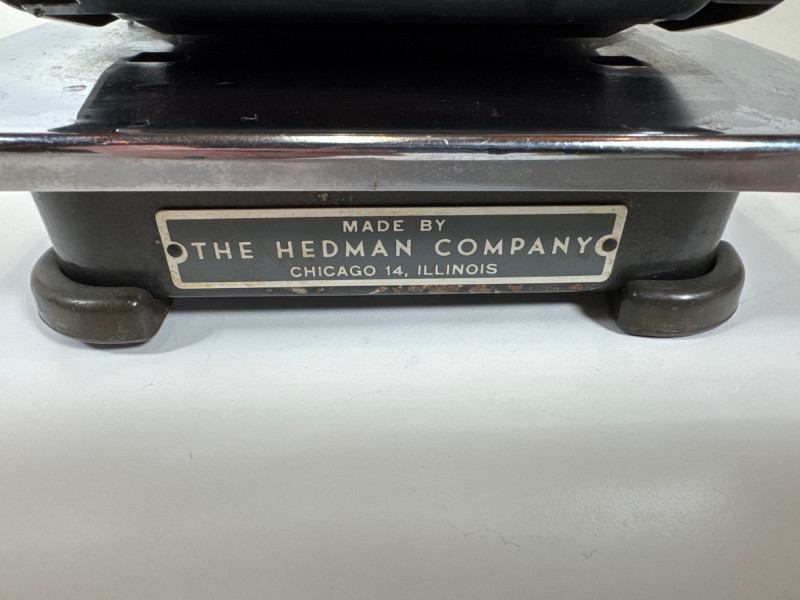 MADE BY
THE HEDMAN COMPANY
CHICAGO 14, ILLINOIS